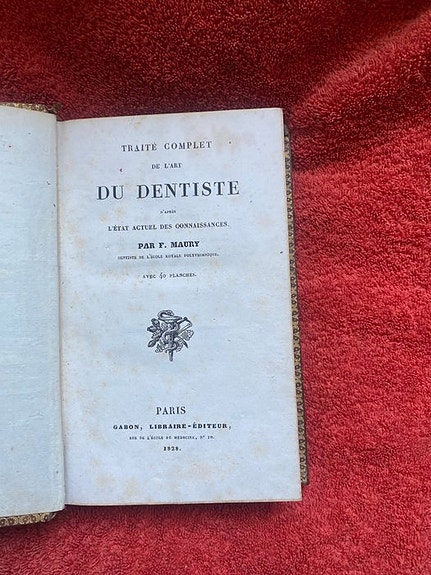 TRAITÉ COMPLET
DE L'ART
DU DENTISTE
D'APRÈS
L'ÉTAT ACTUEL DES CONNAISSANCES
PAR F. MAURY
DENTISTE DE L'ÉCOLE ROYALE POLYTECHNIQUE,
AVEC 40 PLANCHES.
PARIS
GABON, LIBRAIRE-ÉDITEUR,
RUE DE L'ÉCOLE DE MÉDECINE, N° 10.
1828.